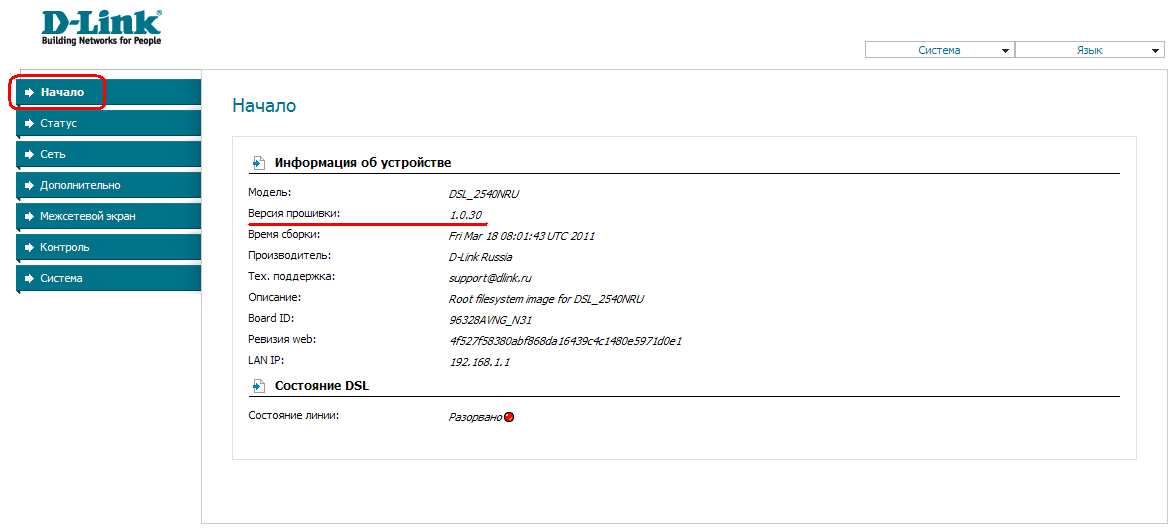 D-Link
Building Networks for People
Система
Язык
Начало
Статус
Сеть
Дополнительно
Межсетевой экран
Контроль
Система
Начало
Информация об устройстве
Модель: DSL_2540NRU
Версия прошивки: 1.0.30
Время сборки: Fri Mar 18 08:01:43 UTC 2011
Производитель: D-Link Russia
Тех. поддержка: support@dlink.ru
Описание: Root filesystem image for DSL_2540NRU
Board ID: 96328AVNG_N31
Ревизия web: 4f527f58380abf868da16439c4c1480e5971d0e1
LAN IP: 192.168.1.1
Состояние DSL
Состояние линии: Разорвано